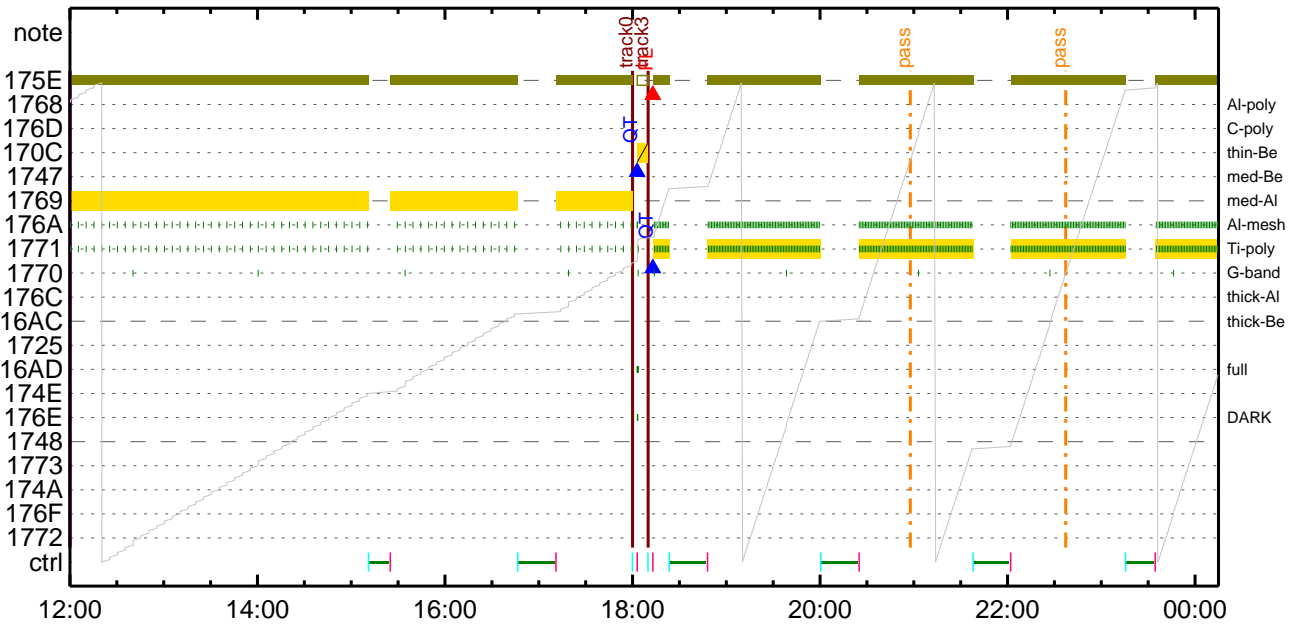 note
track0
track3
FL
pass
pass
175E
1768 Al-poly
176D C-poly
QT
170C thin-Be
1747 med-Be
1769 med-Al
176A Al-mesh
QT
1771 Ti-poly
1770 G-band
176C thick-Al
16AC thick-Be
1725
16AD full
174E
176E DARK
1748
1773
174A
176F
1772
ctrl
12:00 14:00 16:00 18:00 20:00 22:00 00:00